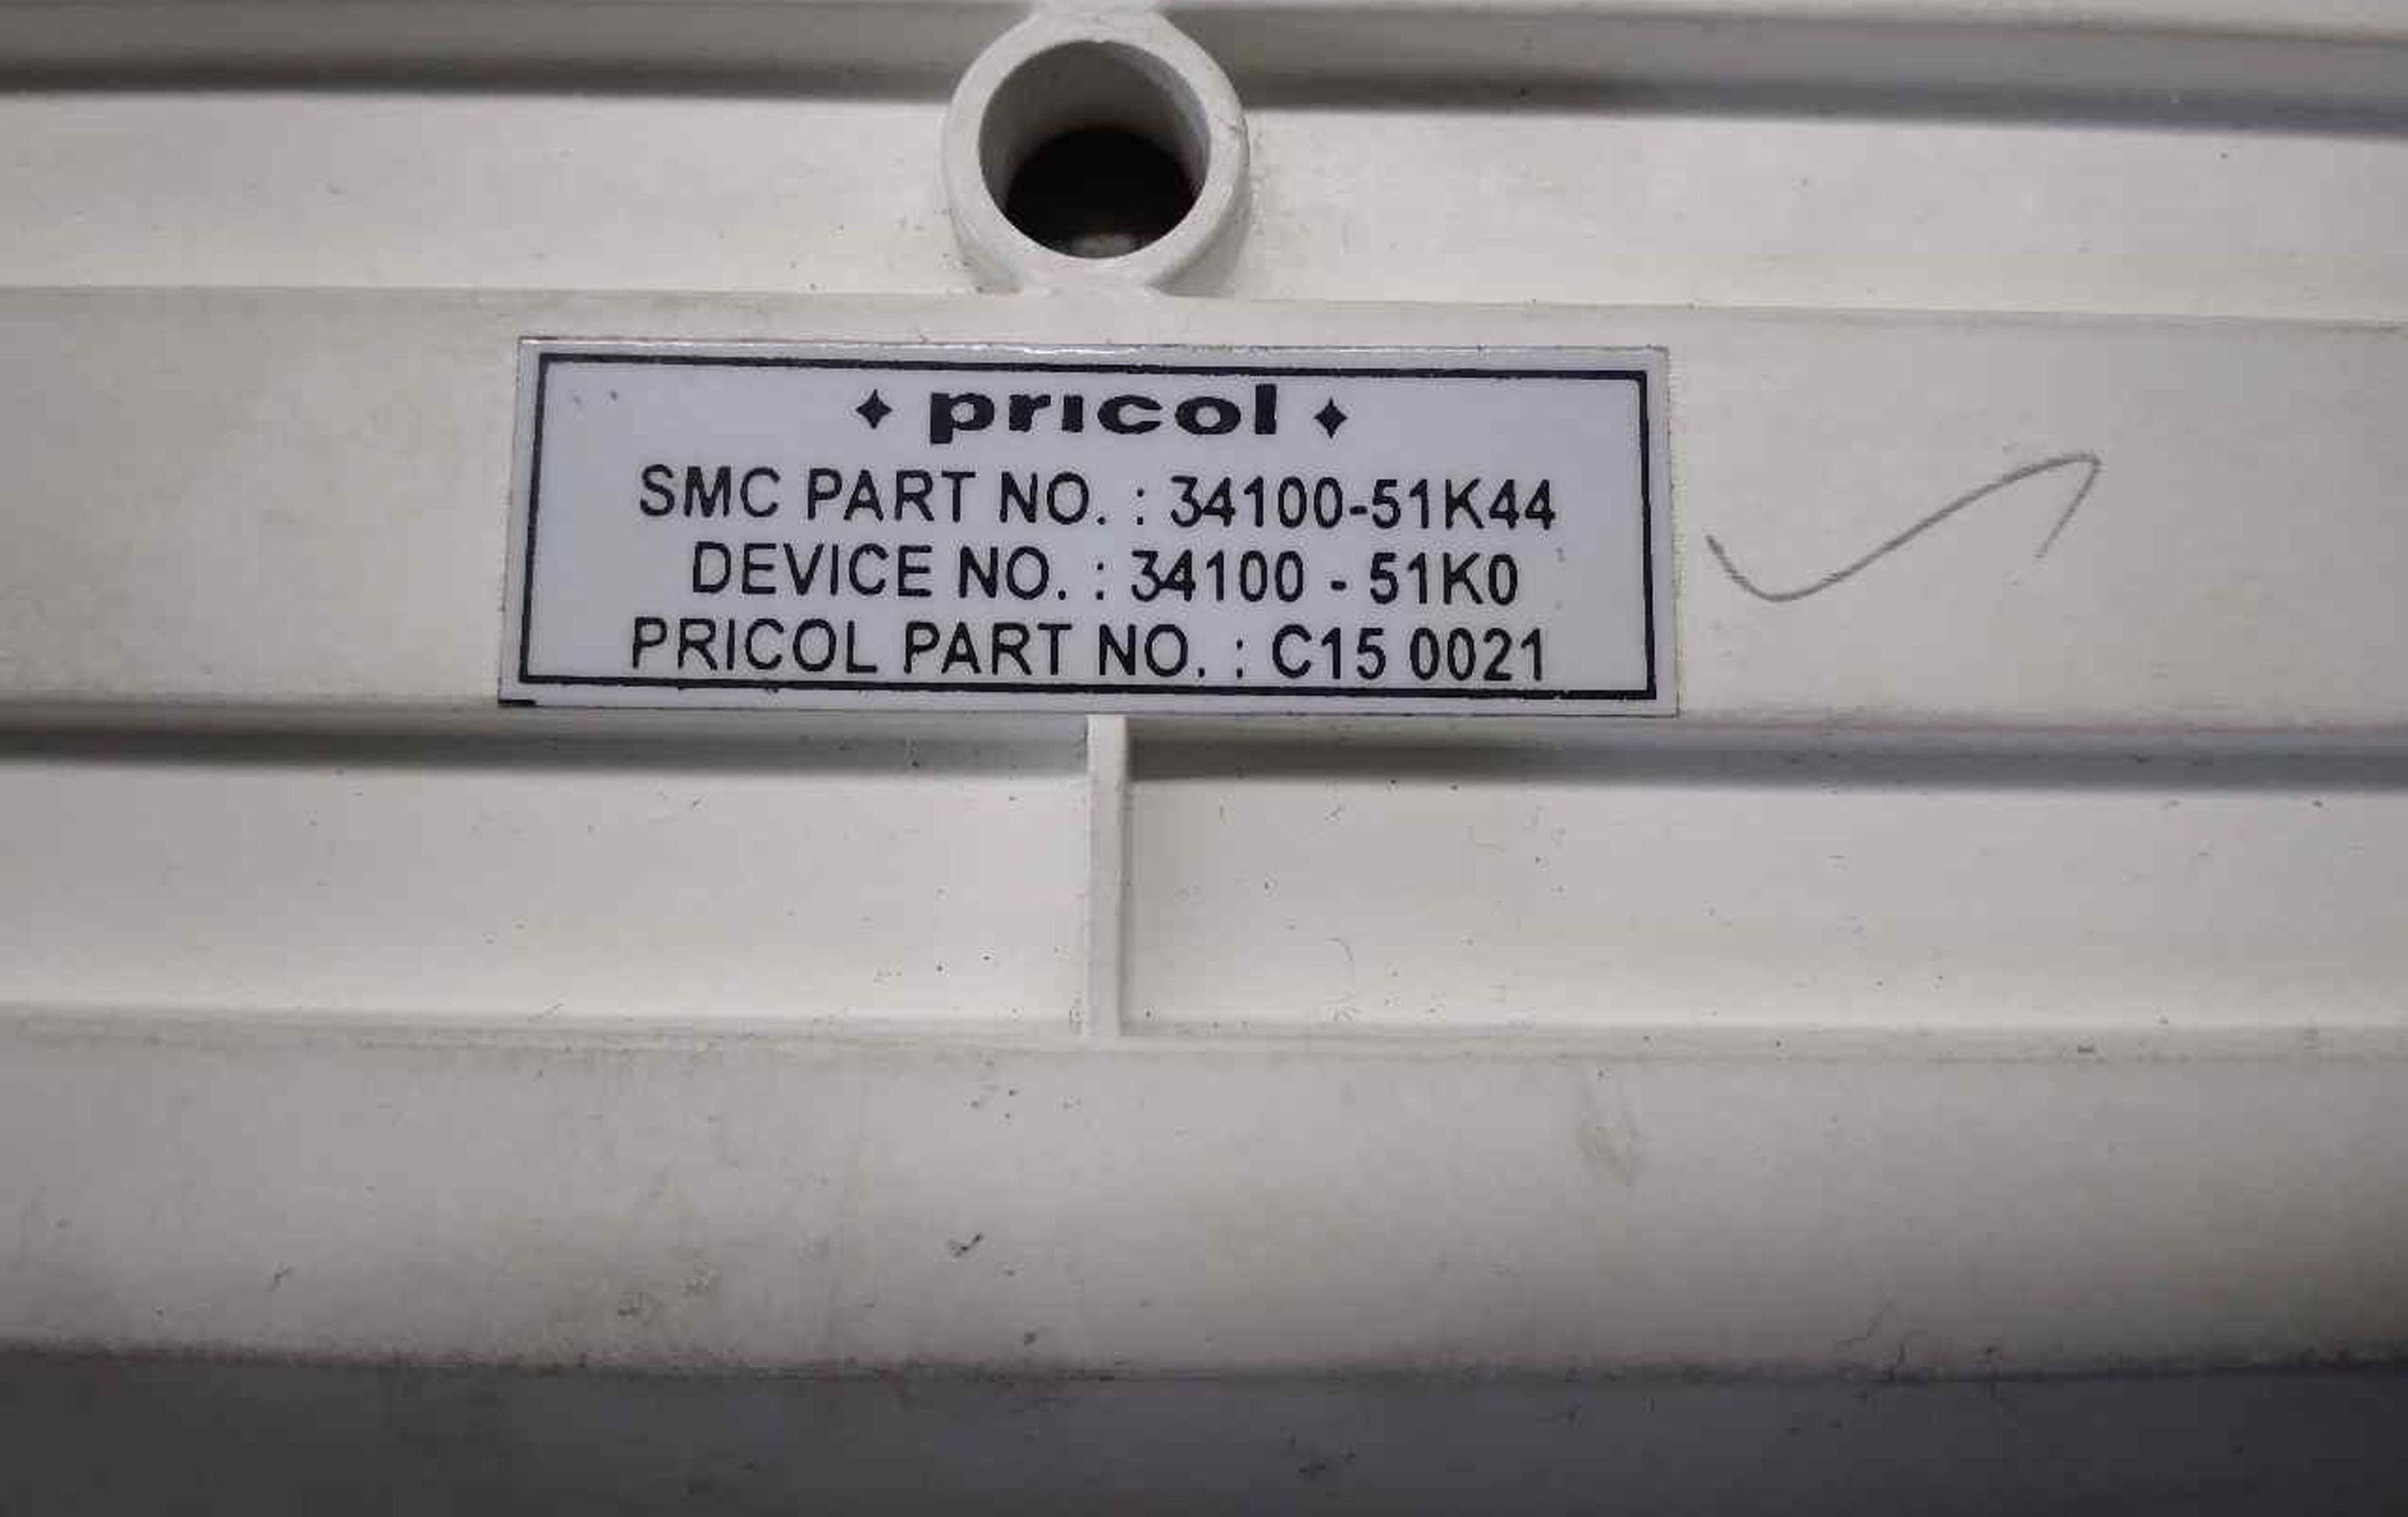 pricol
SMC PART NO. : 34100-51K44
DEVICE NO. : 34100 - 51K0
PRICOL PART NO. : C15 0021